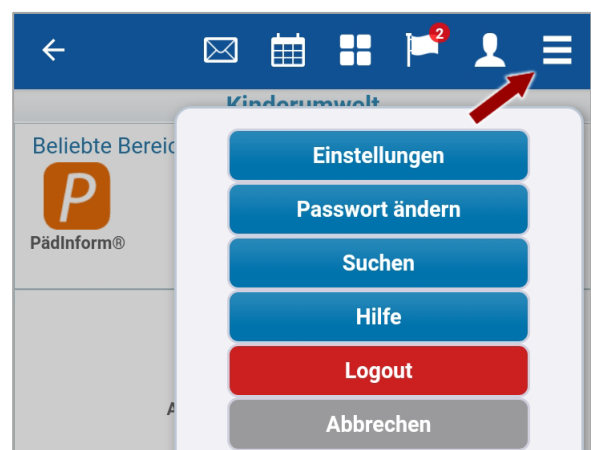 2
Kinderumwelt
Beliebte Bereic
P
PädInform®
Einstellungen
Passwort ändern
Suchen
Hilfe
Logout
A
Abbrechen